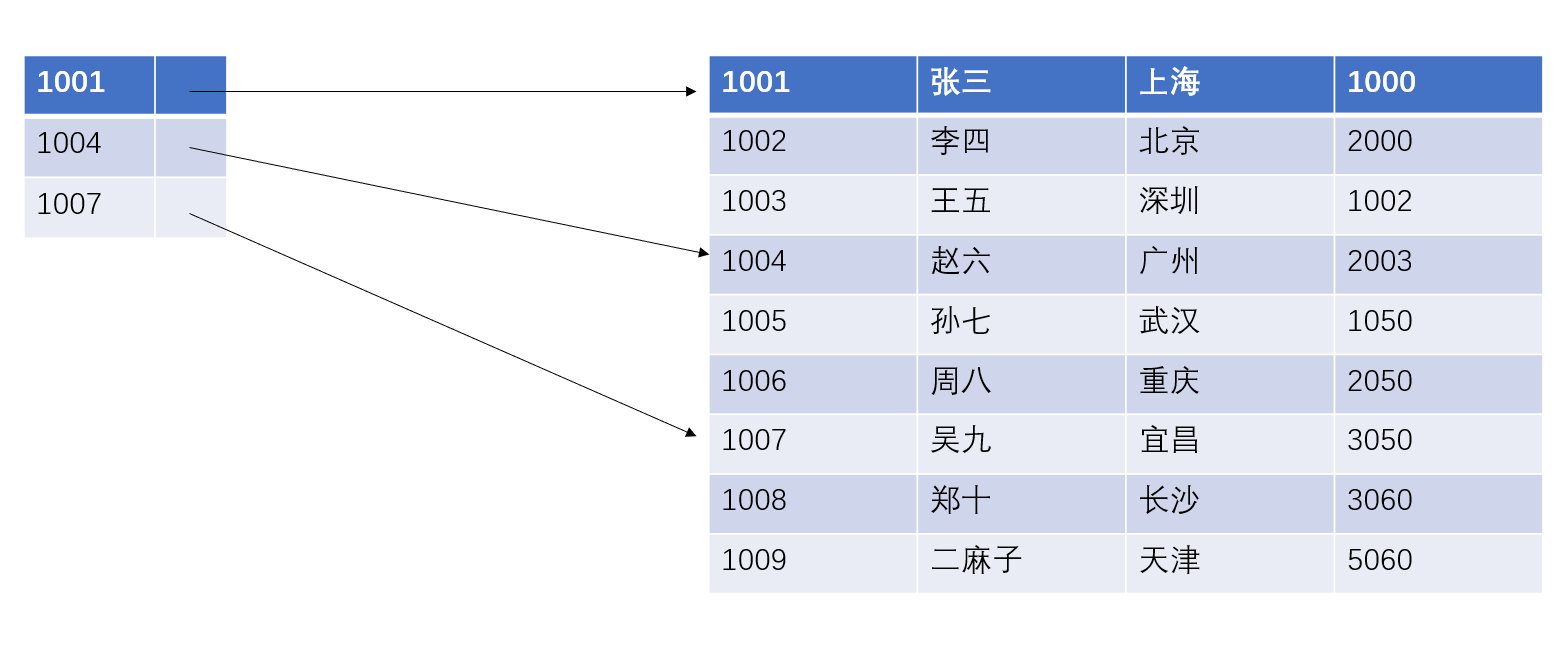 1001
1004
1007
1001 张三 上海 1000
1002 李四 北京 2000
1003 王五 深圳 1002
1004 赵六 广州 2003
1005 孙七 武汉 1050
1006 周八 重庆 2050
1007 吴九 宜昌 3050
1008 郑十 长沙 3060
1009 二麻子 天津 5060